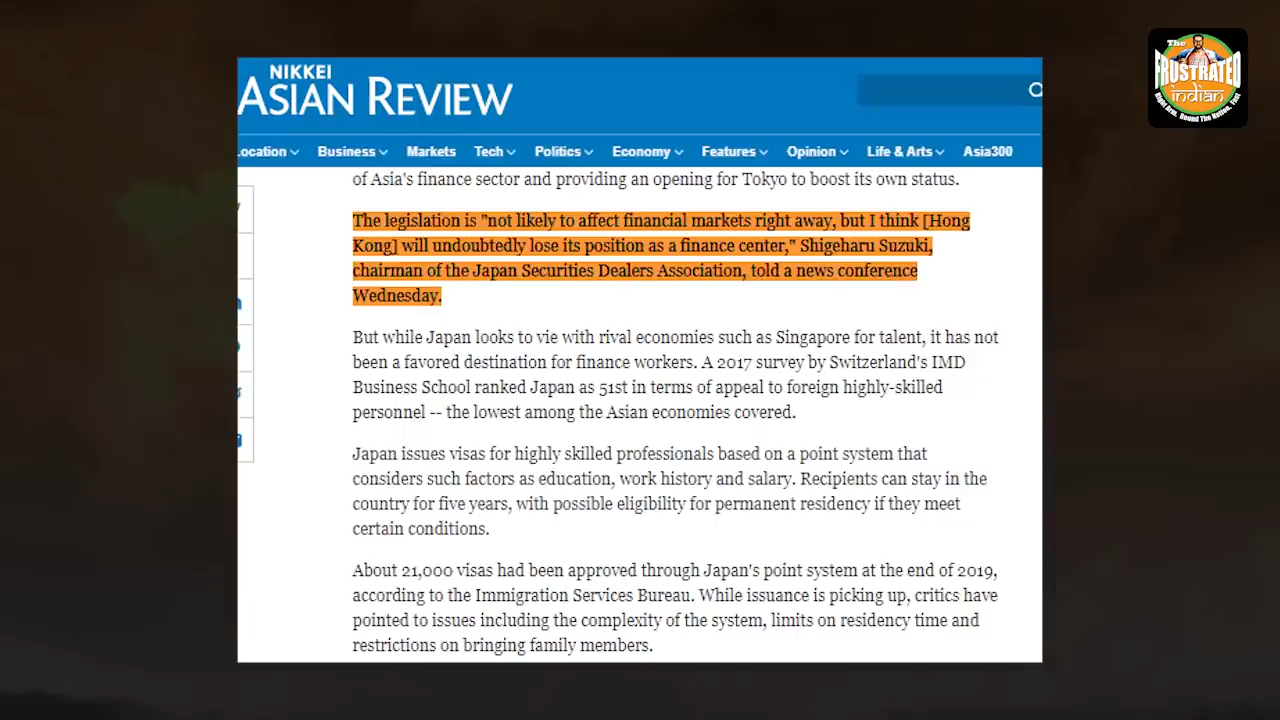 NIKKEI
ASIAN REVIEW
The
FRUSTRATED
indian
Right Arm. Round The Nation. Fast
ocation
Business
Markets
Tech
Politics
Economy
Features
Opinion
Life & Arts
Asia300
of Asia's finance sector and providing an opening for Tokyo to boost its own status.
The legislation is "not likely to affect financial markets right away, but I think [Hong
Kong] will undoubtedly lose its position as a finance center," Shigeharu Suzuki,
chairman of the Japan Securities Dealers Association, told a news conference
Wednesday.
But while Japan looks to vie with rival economies such as Singapore for talent, it has not
been a favored destination for finance workers. A 2017 survey by Switzerland's IMD
Business School ranked Japan as 51st in terms of appeal to foreign highly-skilled
personnel -- the lowest among the Asian economies covered.
Japan issues visas for highly skilled professionals based on a point system that
considers such factors as education, work history and salary. Recipients can stay in the
country for five years, with possible eligibility for permanent residency if they meet
certain conditions.
About 21,000 visas had been approved through Japan's point system at the end of 2019,
according to the Immigration Services Bureau. While issuance is picking up, critics have
pointed to issues including the complexity of the system, limits on residency time and
restrictions on bringing family members.